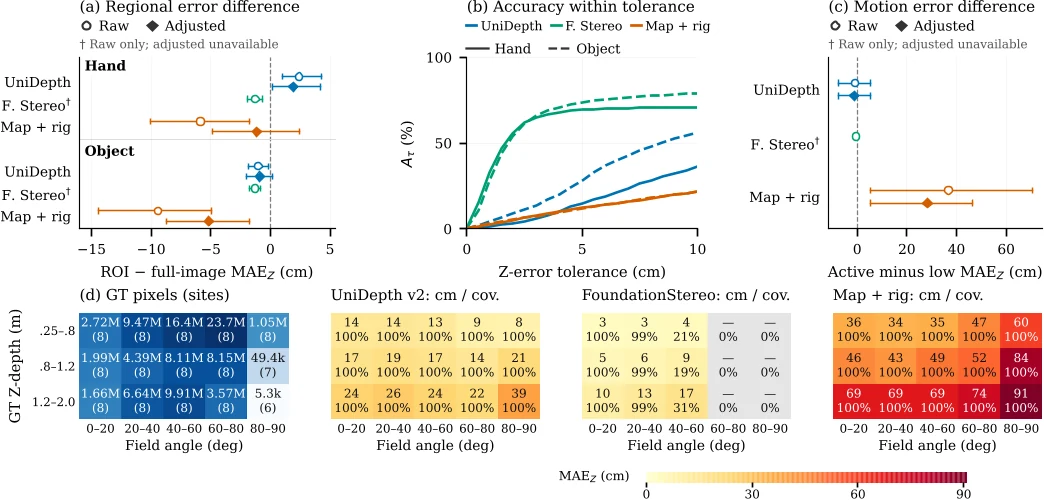 (a) Regional error difference
Raw Adjusted
† Raw only; adjusted unavailable
Hand
UniDepth
F. Stereo†
Map + rig
Object
UniDepth
F. Stereo†
Map + rig
−15 −10 −5 0 5
ROI − full-image MAE_Z (cm)
(b) Accuracy within tolerance
UniDepth F. Stereo Map + rig
Hand Object
100
50
0
A_τ (%)
0 5 10
Z-error tolerance (cm)
(c) Motion error difference
Raw Adjusted
† Raw only; adjusted unavailable
UniDepth
F. Stereo†
Map + rig
0 20 40 60
Active minus low MAE_Z (cm)
(d) GT pixels (sites)
GT Z-depth (m)
.25–.8
2.72M 9.47M 16.4M 23.7M 1.05M
(8) (8) (8) (8) (8)
.8–1.2
1.99M 4.39M 8.11M 8.15M 49.4k
(8) (8) (8) (8) (7)
1.2–2.0
1.66M 6.64M 9.91M 3.57M 5.3k
(8) (8) (8) (8) (6)
0–20 20–40 40–60 60–80 80–90
Field angle (deg)
UniDepth v2: cm / cov.
14 14 13 9 8
100% 100% 100% 100% 100%
17 19 17 14 21
100% 100% 100% 100% 100%
24 26 24 22 39
100% 100% 100% 100% 100%
0–20 20–40 40–60 60–80 80–90
Field angle (deg)
FoundationStereo: cm / cov.
3 3 4 — —
100% 99% 21% 0% 0%
5 6 9 — —
100% 99% 19% 0% 0%
10 13 17 — —
100% 99% 31% 0% 0%
0–20 20–40 40–60 60–80 80–90
Field angle (deg)
Map + rig: cm / cov.
36 34 35 47 60
100% 100% 100% 100% 100%
46 43 49 52 84
100% 100% 100% 100% 100%
69 69 69 74 91
100% 100% 100% 100% 100%
0–20 20–40 40–60 60–80 80–90
Field angle (deg)
MAE_Z (cm)
0 30 60 90